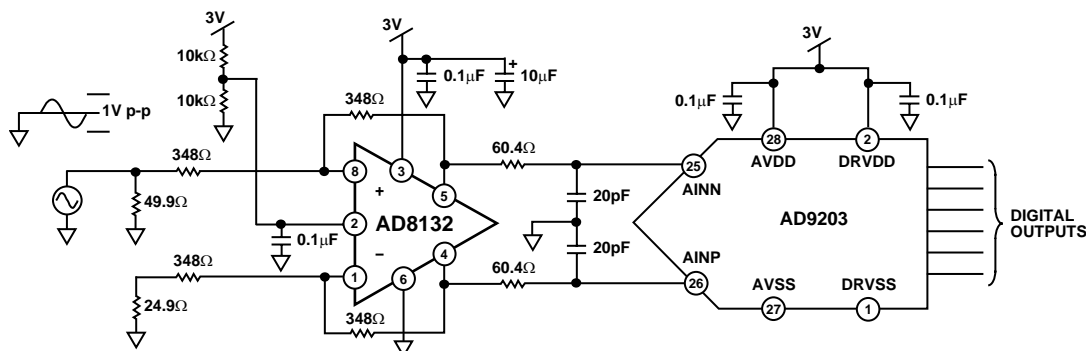 3V
10kΩ
10kΩ
1V p-p
348Ω
49.9Ω
348Ω
24.9Ω
0.1μF
3V
0.1μF
+
10μF
348Ω
8
+
2
AD8132
−
1
3
5
4
6
348Ω
60.4Ω
20pF
20pF
60.4Ω
3V
0.1μF
0.1μF
28
AVDD
2
DRVDD
25
AINN
AD9203
AINP
26
AVSS
27
DRVSS
1
DIGITAL
OUTPUTS